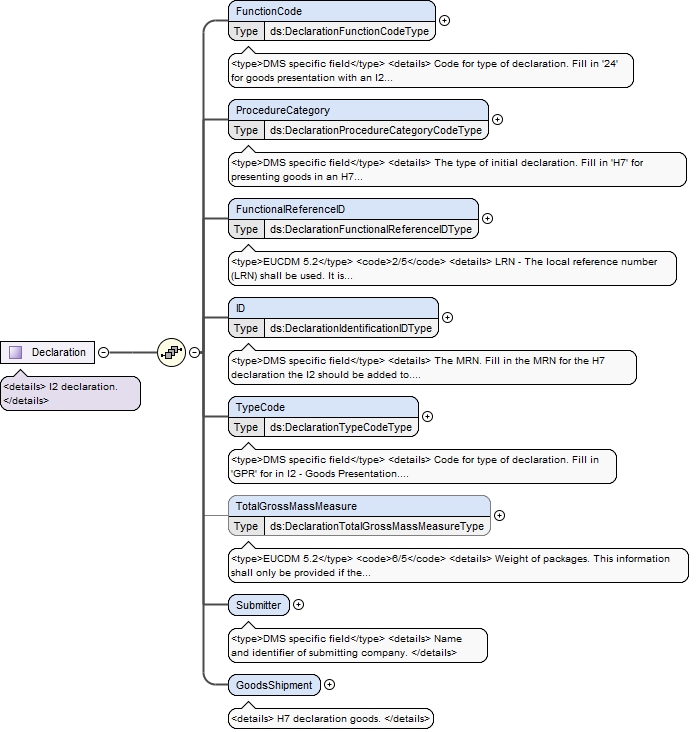 FunctionCode
Type ds:DeclarationFunctionCodeType
<type>DMS specific field</type> <details> Code for type of declaration. Fill in '24'
for goods presentation with an I2...
ProcedureCategory
Type ds:DeclarationProcedureCategoryCodeType
<type>DMS specific field</type> <details> The type of initial declaration. Fill in 'H7' for
presenting goods in an H7...
FunctionalReferenceID
Type ds:DeclarationFunctionalReferenceIDType
<type>EUCDM 5.2</type> <code>2/5</code> <details> LRN - The local reference number
(LRN) shall be used. It is...
ID
Type ds:DeclarationIdentificationIDType
<type>DMS specific field</type> <details> The MRN. Fill in the MRN for the H7
declaration the I2 should be added to....
Declaration
<details> I2 declaration.
</details>
TypeCode
Type ds:DeclarationTypeCodeType
<type>DMS specific field</type> <details> Code for type of declaration. Fill in
'GPR' for in I2 - Goods Presentation....
TotalGrossMassMeasure
Type ds:DeclarationTotalGrossMassMeasureType
<type>EUCDM 5.2</type> <code>6/5</code> <details> Weight of packages. This information
shall only be provided if the...
Submitter
<type>DMS specific field</type> <details> Name
and identifier of submitting company. </details>
GoodsShipment
<details> H7 declaration goods. </details>